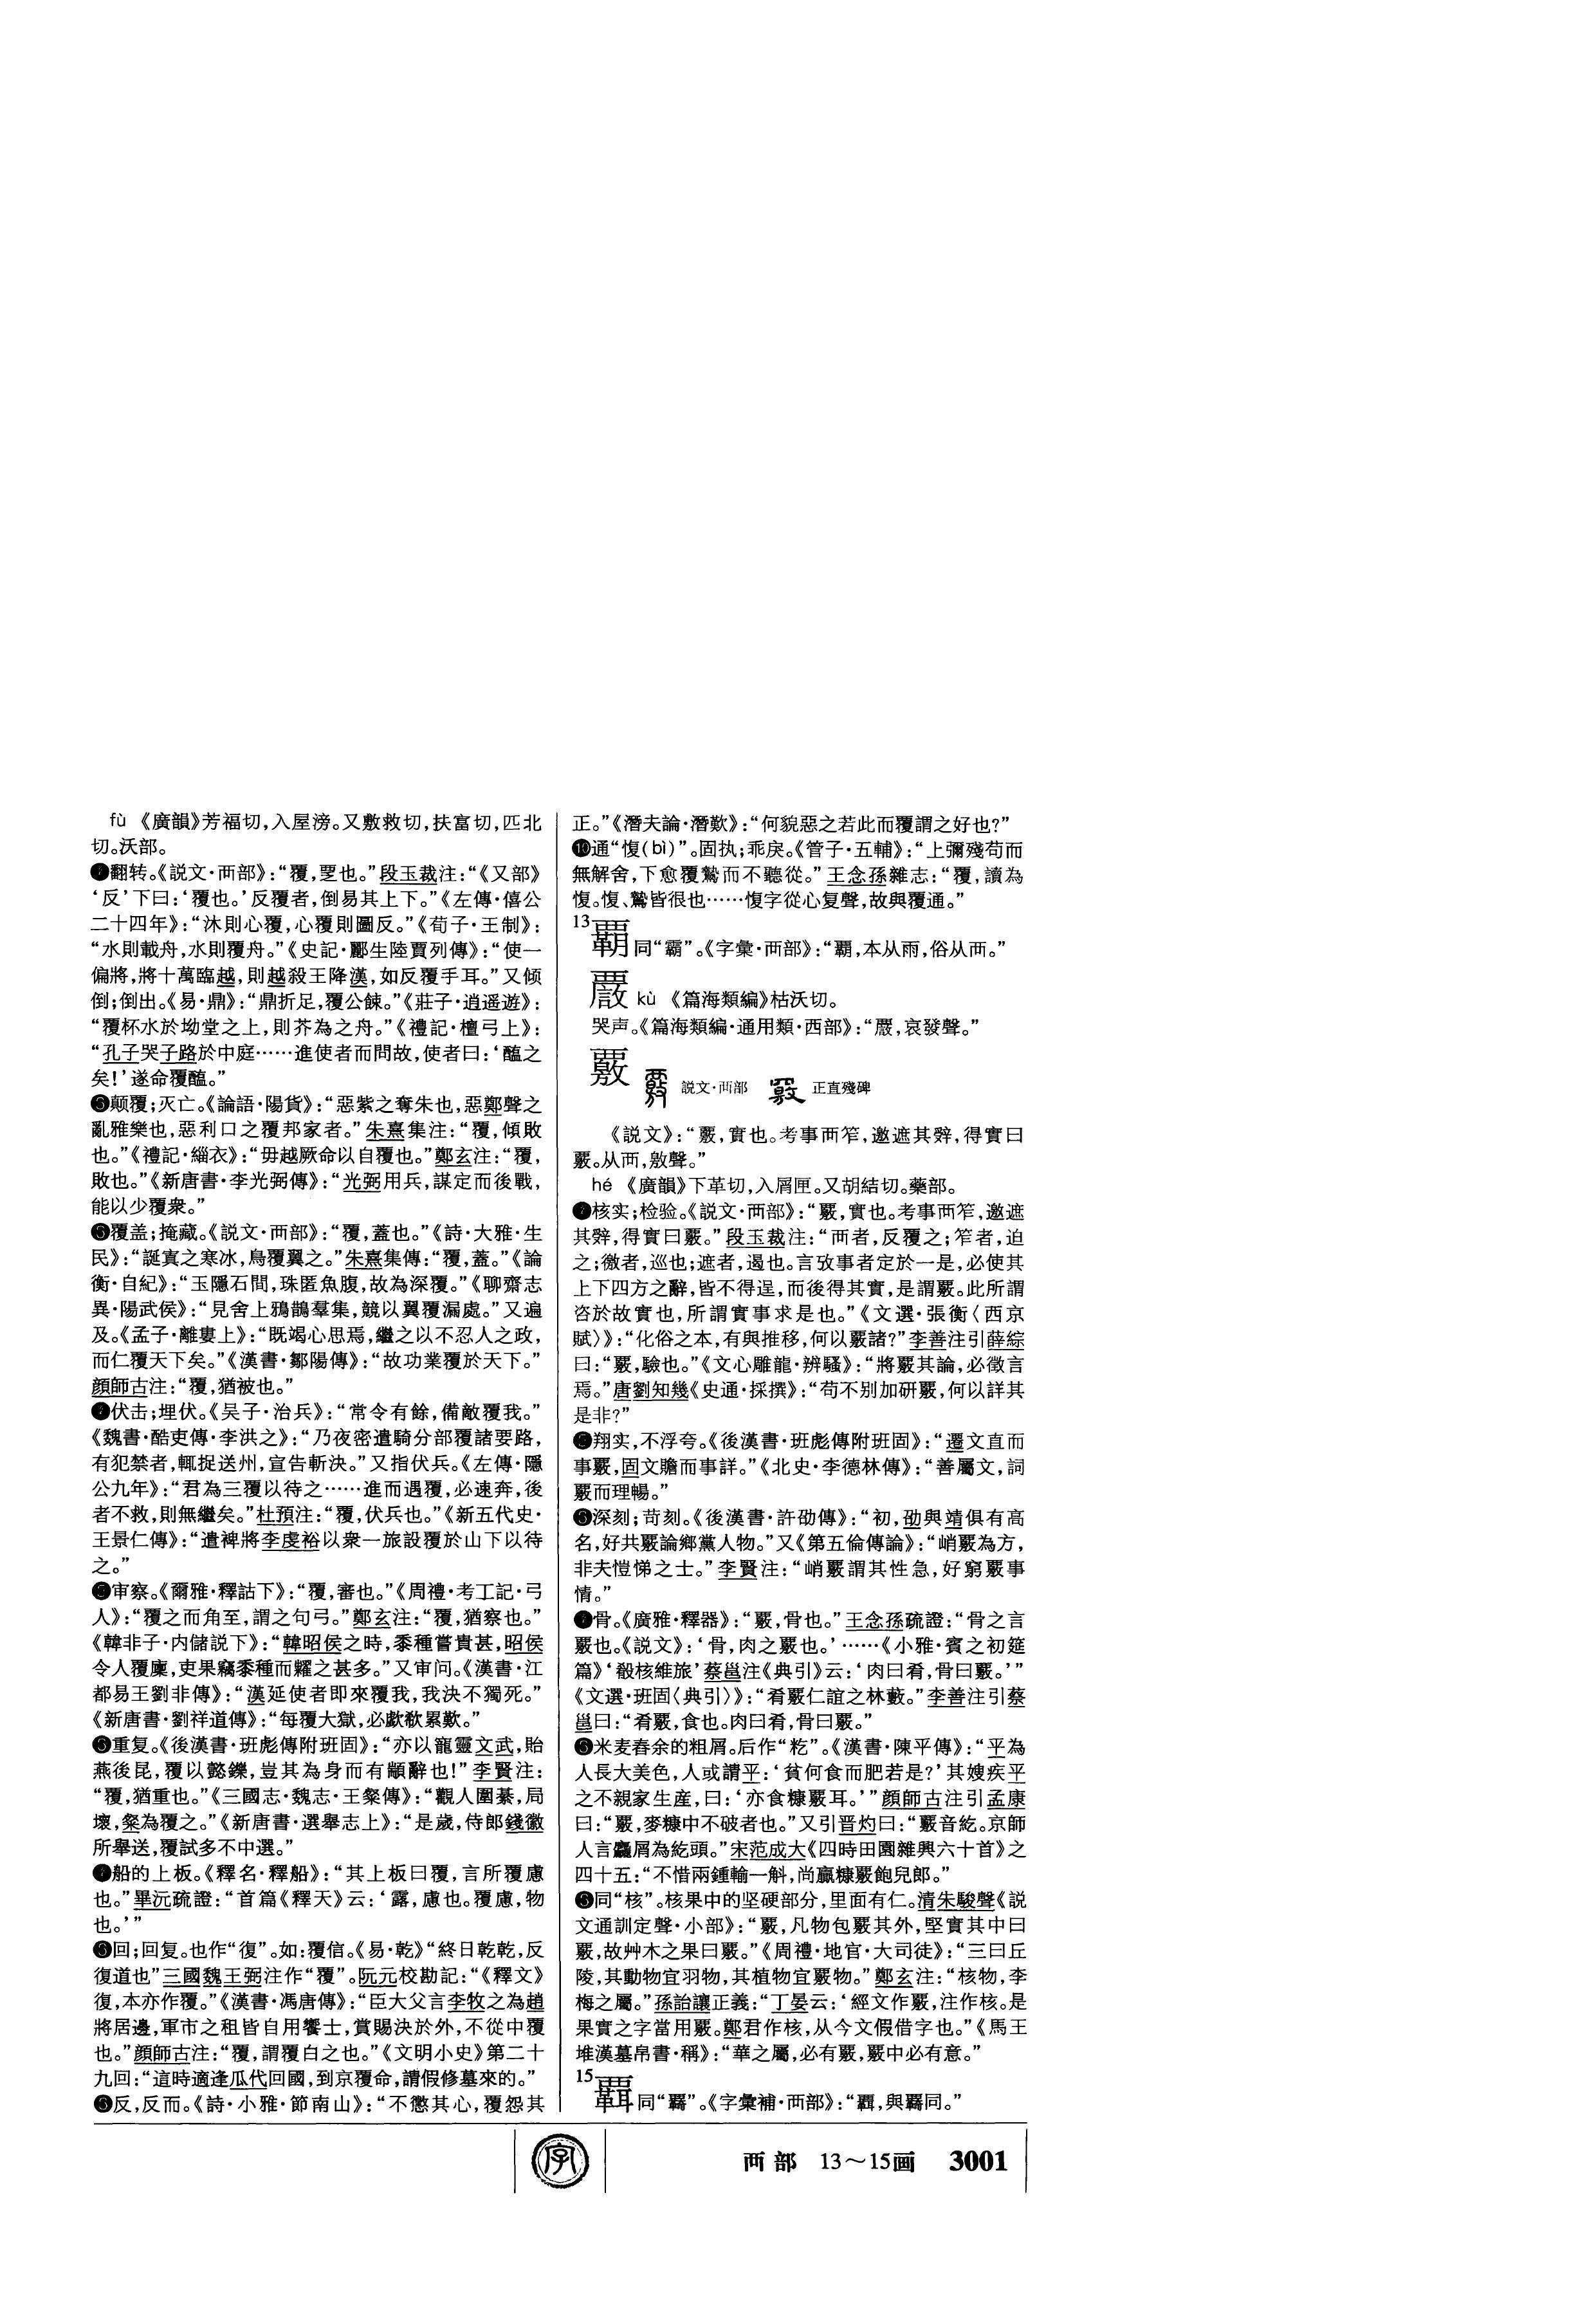 fù 《廣韻》芳福切,入屋滂。又敷救切,扶富切,匹北
切。沃部。
❶翻转。《説文·襾部》:“覆,覂也。”段玉裁注:“《又部》
‘反’下曰:‘覆也。’反覆者,倒易其上下。”《左傳·僖公
二十四年》:“沐則心覆,心覆則圖反。”《荀子·王制》:
“水則載舟,水則覆舟。”《史記·酈生陸賈列傳》:“使一
偏將,將十萬臨越,則越殺王降漢,如反覆手耳。”又倾
倒;倒出。《易·鼎》:“鼎折足,覆公餗。”《莊子·逍遥遊》:
“覆杯水於坳堂之上,則芥為之舟。”《禮記·檀弓上》:
“孔子哭子路於中庭……進使者而問故,使者曰:‘醢之
矣!’遂命覆醢。”
❸颠覆;灭亡。《論語·陽貨》:“惡紫之奪朱也,惡鄭聲之
亂雅樂也,惡利口之覆邦家者。”朱熹集注:“覆,傾敗
也。”《禮記·緇衣》:“毋越厥命以自覆也。”鄭玄注:“覆,
敗也。”《新唐書·李光弼傳》:“光弼用兵,謀定而後戰,
能以少覆衆。”
❺覆盖;掩藏。《説文·襾部》:“覆,蓋也。”《詩·大雅·生
民》:“誕寘之寒冰,鳥覆翼之。”朱熹集傳:“覆,蓋。”《論
衡·自紀》:“玉隱石間,珠匿魚腹,故為深覆。”《聊齋志
異·陽武侯》:“見舍上鴉鵲羣集,競以翼覆漏處。”又遍
及。《孟子·離婁上》:“既竭心思焉,繼之以不忍人之政,
而仁覆天下矣。”《漢書·鄒陽傳》:“故功業覆於天下。”
顔師古注:“覆,猶被也。”
伏击;埋伏。《吴子·治兵》:“常令有餘,備敵覆我。”
《魏書·酷吏傳·李洪之》:“乃夜密遣騎分部覆諸要路,
有犯禁者,輒捉送州,宣告斬決。”又指伏兵。《左傳·隱
公九年》:“君為三覆以待之……進而遇覆,必速奔,後
者不救,則無繼矣。”杜預注:“覆,伏兵也。”《新五代史·
王景仁傳》:“遣裨將李虔裕以衆一旅設覆於山下以待
之。”
审察。《爾雅·釋詁下》:“覆,審也。”《周禮·考工記·弓
人》:“覆之而角至,謂之句弓。”鄭玄注:“覆,猶察也。”
《韓非子·内儲説下》:“韓昭侯之時,黍種嘗貴甚,昭侯
令人覆廩,吏果竊黍種而糶之甚多。”又审问。《漢書·江
都易王劉非傳》:“漢廷使者即來覆我,我決不獨死。”
《新唐書·劉祥道傳》:“每覆大獄,必歔欷累歎。”
重复。《後漢書·班彪傳附班固》:“亦以寵靈文武,貽
燕後昆,覆以懿鑠,豈其為身而有顓辭也!”李賢注:
“覆,猶重也。”《三國志·魏志·王粲傳》:“觀人圍棊,局
壞,粲為覆之。”《新唐書·選舉志上》:“是歲,侍郎錢徽
所舉送,覆試多不中選。”
船的上板。《釋名·釋船》:“其上板曰覆,言所覆慮
也。”畢沅疏證:“首篇《釋天》云:‘露,慮也。覆慮,物
也。’”
回;回复。也作“復”。如:覆信。《易·乾》“終日乾乾,反
復道也”三國魏王弼注作“覆”。阮元校勘記:“《釋文》
復,本亦作覆。”《漢書·馮唐傳》:“臣大父言李牧之為趙
將居邊,軍市之租皆自用饗士,賞賜決於外,不從中覆
也。”顔師古注:“覆,謂覆白之也。”《文明小史》第二十
九回:“這時適逢瓜代回國,到京覆命,請假修墓來的。”
反,反而。《詩·小雅·節南山》:“不懲其心,覆怨其
正。”《潛夫論·潛歎》:“何貌惡之若此而覆謂之好也?”
❿通“愎(bì)”。固执;乖戾。《管子·五輔》:“上彌殘苟而
無解舍,下愈覆鷙而不聽從。”王念孫雜志:“覆,讀為
愎。愎、鷙皆很也……愎字從心复聲,故與覆通。”
13
覇 同“霸”。《字彙·襾部》:“覇,本从雨,俗从襾。”
kù 《篇海類編》枯沃切。
哭声。《篇海類編·通用類·西部》:“哀發聲。”
覈 説文·襾部 正直殘碑
《説文》:“覈,實也。考事襾笮,邀遮其辤,得實曰
覈。从襾,敫聲。”
hé 《廣韻》下革切,入屑匣。又胡結切。藥部。
核实;检验。《説文·襾部》:“覈,實也。考事襾笮,邀遮
其辤,得實曰覈。”段玉裁注:“襾者,反覆之;笮者,迫
之;徼者,巡也;遮者,遏也。言攷事者定於一是,必使其
上下四方之辭,皆不得逞,而後得其實,是謂覈。此所謂
咨於故實也,所謂實事求是也。”《文選·張衡〈西京
賦〉》:“化俗之本,有與推移,何以覈諸?”李善注引薛綜
曰:“覈,驗也。”《文心雕龍·辨騷》:“將覈其論,必徵言
焉。”唐劉知幾《史通·採撰》:“苟不别加研覈,何以詳其
是非?”
翔实,不浮夸。《後漢書·班彪傳附班固》:“遷文直而
事覈,固文贍而事詳。”《北史·李德林傳》:“善屬文,詞
覈而理暢。”
❸深刻;苛刻。《後漢書·許劭傳》:“初,劭與靖俱有高
名,好共覈論鄉黨人物。”又《第五倫傳論》:“峭覈為方,
非夫愷悌之士。”李賢注:“峭覈謂其性急,好窮覈事
情。”
骨。《廣雅·釋器》:“覈,骨也。”王念孫疏證:“骨之言
覈也。《説文》:‘骨,肉之覈也。’……《小雅·賓之初筵
篇》‘殽核維旅’蔡邕注《典引》云:‘肉曰肴,骨曰覈。’”
《文選·班固〈典引〉》:“肴覈仁誼之林藪。”李善注引蔡
邕曰:“肴覈,食也。肉曰肴,骨曰覈。”
米麦舂余的粗屑。后作“籺”。《漢書·陳平傳》:“平為
人長大美色,人或謂平:‘貧何食而肥若是?’其嫂疾平
之不親家生産,曰:‘亦食糠覈耳。’”顔師古注引孟康
曰:“覈,麥糠中不破者也。”又引晋灼曰:“覈音紇。京師
人言麤屑為紇頭。”宋范成大《四時田園雜興六十首》之
四十五:“不惜兩鍾輸一斛,尚贏糠覈飽兒郎。”
同“核”。核果中的坚硬部分,里面有仁。清朱駿聲《説
文通訓定聲·小部》:“覈,凡物包覈其外,堅實其中曰
覈,故艸木之果曰覈。”《周禮·地官·大司徒》:“三曰丘
陵,其動物宜羽物,其植物宜覈物。”鄭玄注:“核物,李
梅之屬。”孫詒讓正義:“丁晏云:‘經文作覈,注作核。是
果實之字當用覈。鄭君作核,从今文假借字也。”《馬王
堆漢墓帛書·稱》:“華之屬,必有覈,覈中必有意。”
15
同“羈”。《字彙補·襾部》:“與羈同。”
字
襾部 13～15画 3001